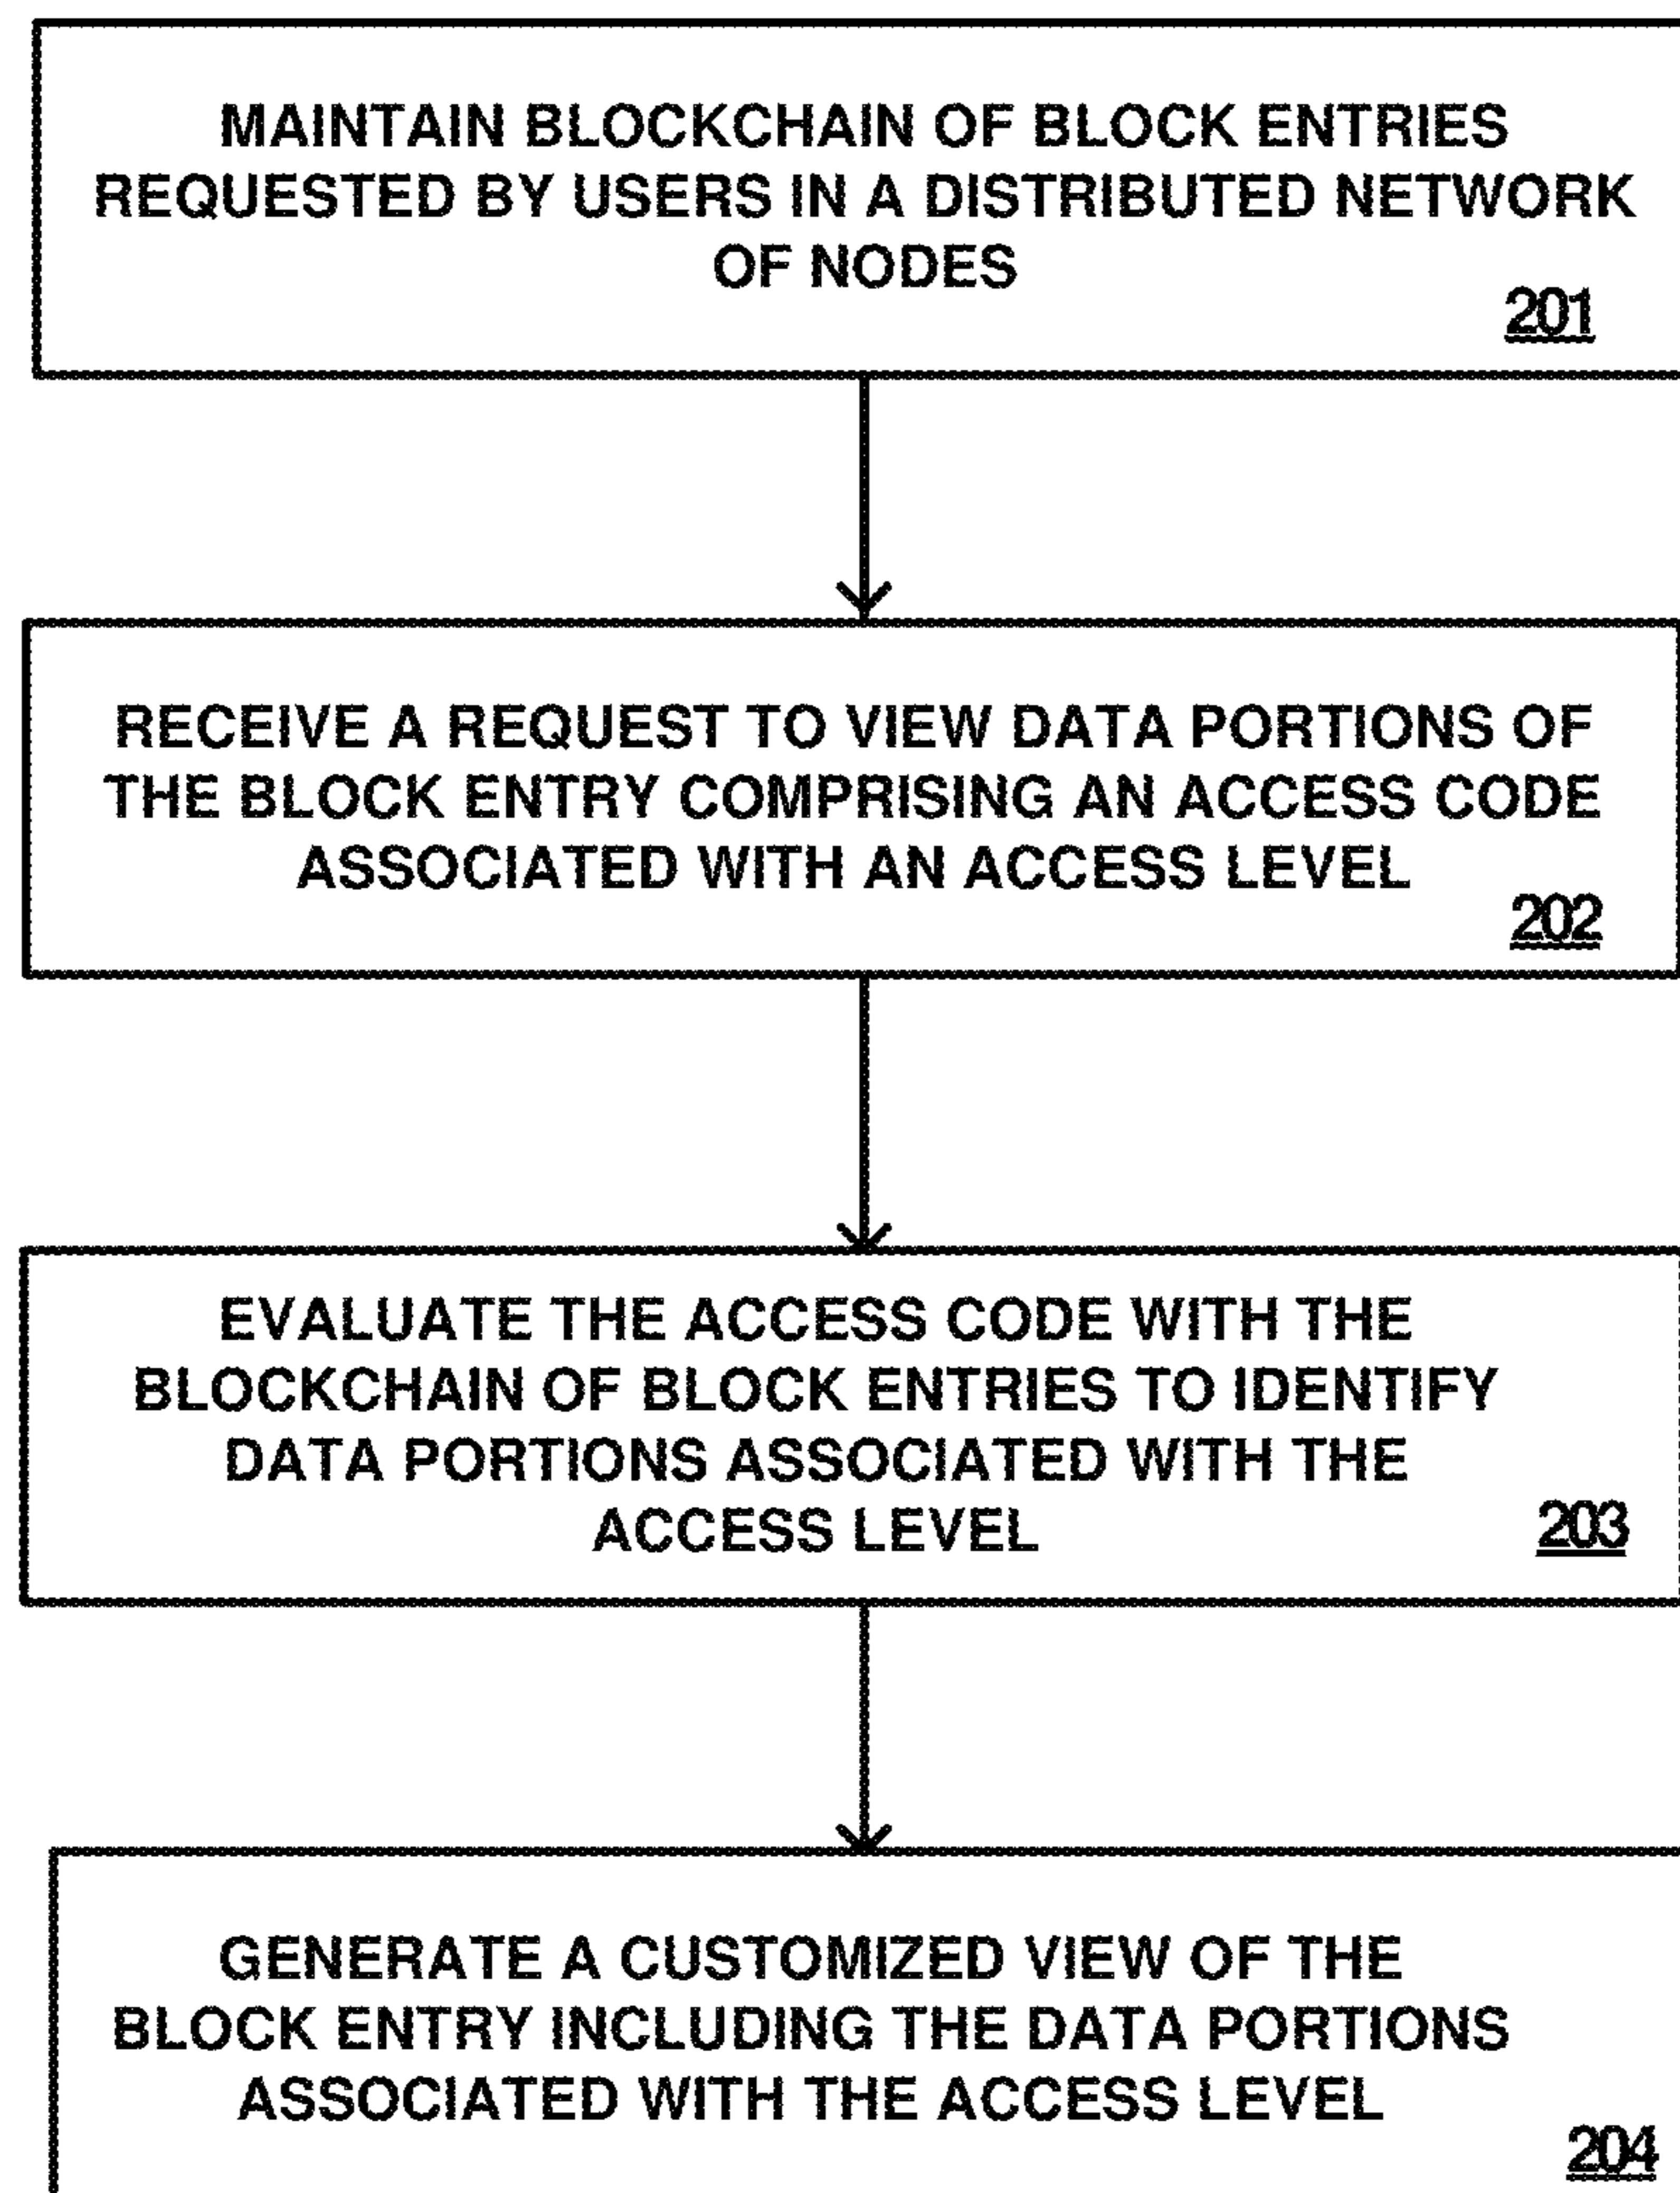 MAINTAIN BLOCKCHAIN OF BLOCK ENTRIES
REQUESTED BY USERS IN A DISTRIBUTED NETWORK
OF NODES
201
RECEIVE A REQUEST TO VIEW DATA PORTIONS OF
THE BLOCK ENTRY COMPRISING AN ACCESS CODE
ASSOCIATED WITH AN ACCESS LEVEL
202
EVALUATE THE ACCESS CODE WITH THE
BLOCKCHAIN OF BLOCK ENTRIES TO IDENTIFY
DATA PORTIONS ASSOCIATED WITH THE
ACCESS LEVEL
203
GENERATE A CUSTOMIZED VIEW OF THE
BLOCK ENTRY INCLUDING THE DATA PORTIONS
ASSOCIATED WITH THE ACCESS LEVEL
204